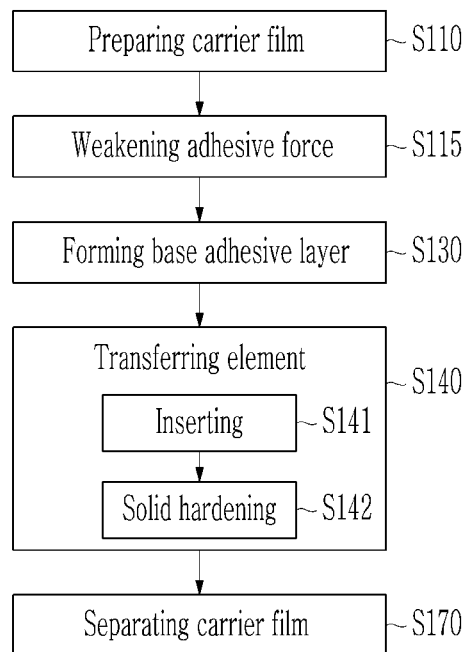 Preparing carrier film S110
Weakening adhesive force S115
Forming base adhesive layer S130
Transferring element S140
Inserting S141
Solid hardening S142
Separating carrier film S170